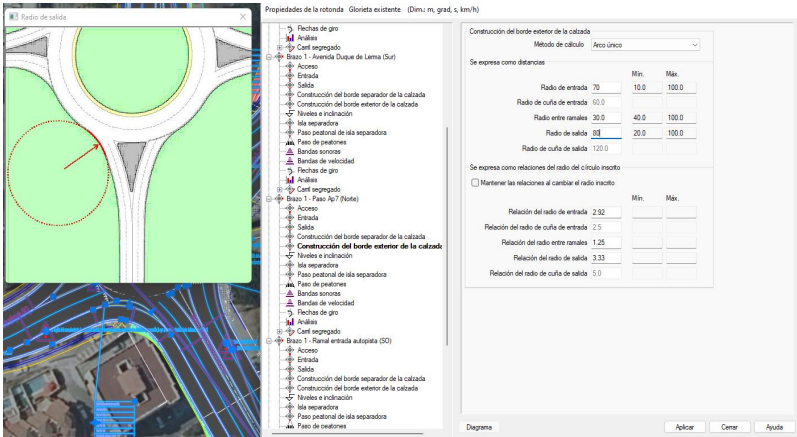 Radio de salida
Propiedades de la rotonda Glorieta existente (Dim.: m, grad, s, km/h)
Flechas de giro
Análisis
Carril segregado
Brazo 1 - Avenida Duque de Lerma (Sur)
Acceso
Entrada
Salida
Construcción del borde separador de la calzada
Construcción del borde exterior de la calzada
Niveles e inclinación
Isla separadora
Paso peatonal de isla separadora
Paso de peatones
Bandas sonoras
Bandas de velocidad
Flechas de giro
Análisis
Carril segregado
Brazo 1 - Paso Ap7 (Norte)
Acceso
Entrada
Salida
Construcción del borde separador de la calzada
Construcción del borde exterior de la calzada
Niveles e inclinación
Isla separadora
Paso peatonal de isla separadora
Paso de peatones
Bandas sonoras
Bandas de velocidad
Flechas de giro
Análisis
Carril segregado
Brazo 1 - Ramal entrada autopista (SO)
Acceso
Entrada
Salida
Construcción del borde separador de la calzada
Construcción del borde exterior de la calzada
Niveles e inclinación
Isla separadora
Paso peatonal de isla separadora
Paso de peatones
Construcción del borde exterior de la calzada
Método de cálculo Arco único
Se expresa como distancias
Mín. Máx.
Radio de entrada 70 10.0 100.0
Radio de cuña de entrada 60.0
Radio entre ramales 30.0 40.0 100.0
Radio de salida 80 20.0 100.0
Radio de cuña de salida 120.0
Se expresa como relaciones del radio del círculo inscrito
Mantener las relaciones al cambiar el radio inscrito
Mín. Máx.
Relación del radio de entrada 2.92
Relación del radio de cuña de entrada 2.5
Relación del radio entre ramales 1.25
Relación del radio de salida 3.33
Relación del radio de cuña de salida 5.0
Diagrama Aplicar Cerrar Ayuda